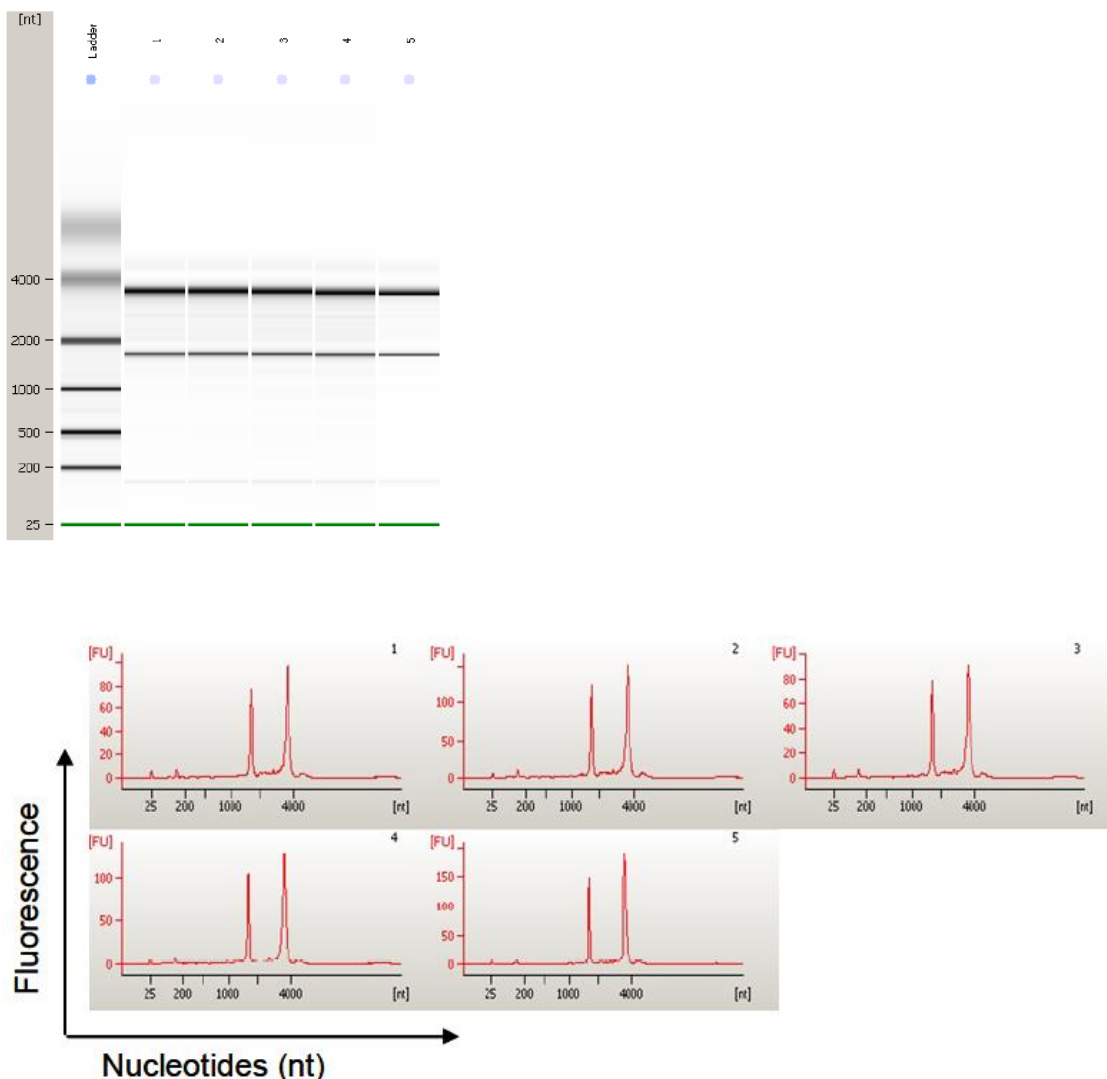 [nt]
Ladder 1 2 3 4 5
4000
2000
1000
500
200
25
[FU] 1
80
60
40
20
0
25 200 1000 4000 [nt]
[FU] 2
100
50
0
25 200 1000 4000 [nt]
[FU] 3
80
60
40
20
0
25 200 1000 4000 [nt]
[FU] 4
100
50
0
25 200 1000 4000 [nt]
[FU] 5
150
100
50
0
25 200 1000 4000 [nt]
Fluorescence
Nucleotides (nt)